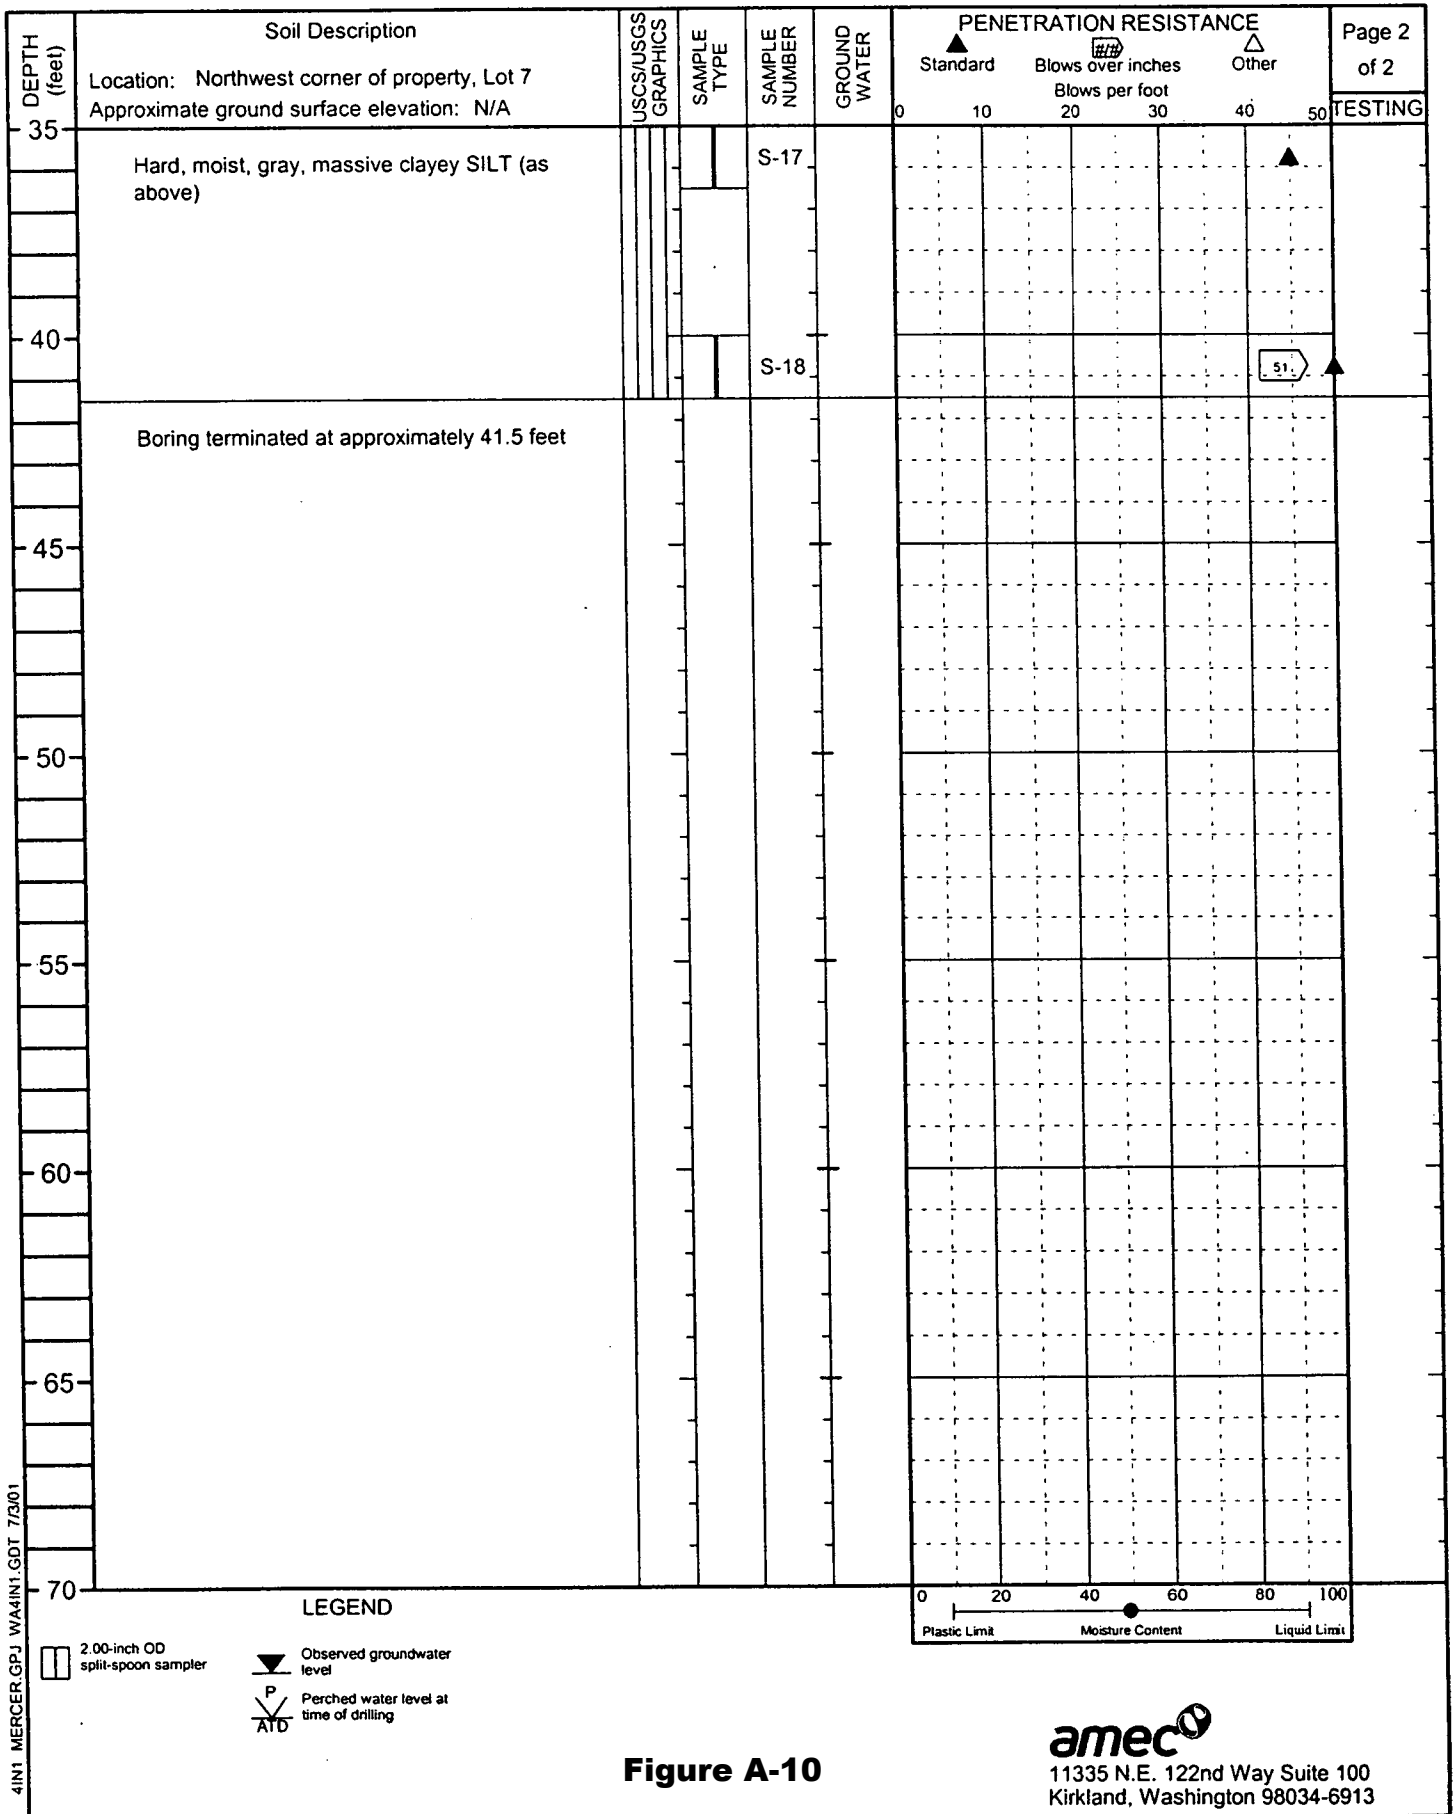 DEPTH
(feet)
Soil Description
Location: Northwest corner of property, Lot 7
Approximate ground surface elevation: N/A
USCS/USGS
GRAPHICS
SAMPLE
TYPE
SAMPLE
NUMBER
GROUND
WATER
PENETRATION RESISTANCE
Standard
#/#
Blows over inches
Other
Blows per foot
0 10 20 30 40 50
Page 2
of 2
TESTING
35
Hard, moist, gray, massive clayey SILT (as
above)
S-17
40
S-18
51
Boring terminated at approximately 41.5 feet
45
50
55
60
65
70
0 20 40 60 80 100
Plastic Limit Moisture Content Liquid Limit
LEGEND
2.00-inch OD
split-spoon sampler
Observed groundwater
level
P
ATD
Perched water level at
time of drilling
4IN1 MERCER.GPJ WA4IN1.GDT 7/3/01
Figure A-10
amec
11335 N.E. 122nd Way Suite 100
Kirkland, Washington 98034-6913